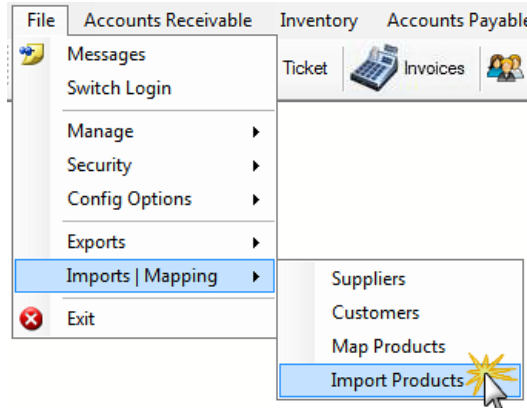 File Accounts Receivable Inventory Accounts Payable
Messages
Ticket Invoices
Switch Login
Manage
Security
Config Options
Exports
Imports | Mapping
Suppliers
Exit
Customers
Map Products
Import Products